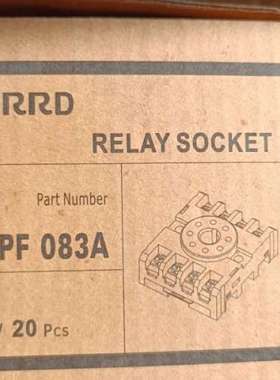 RRD
RELAY SOCKET
Part Number
PF 083A
/ 20 Pcs